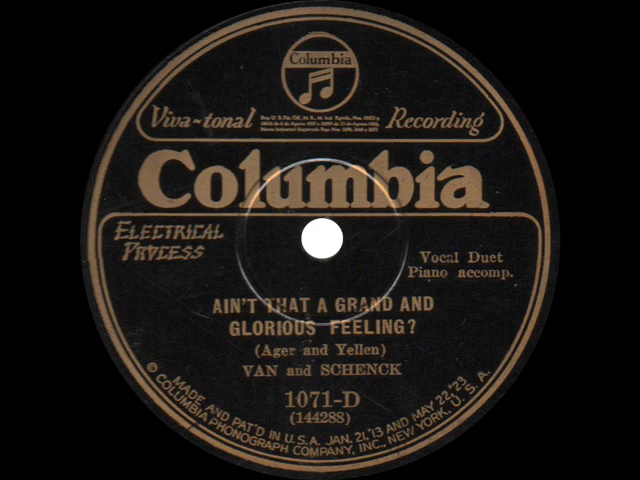 Columbia
Viva~tonal Recording
Columbia
ELECTRICAL
PROCESS
Vocal Duet
Piano accomp.
AIN'T THAT A GRAND AND
GLORIOUS FEELING?
(Ager and Yellen)
VAN and SCHENCK
1071-D
(144288)
MADE AND PAT'D IN U.S.A. JAN. 21,'13 AND MAY 22,'23
© COLUMBIA PHONOGRAPH COMPANY, INC., NEW YORK, U.S.A.